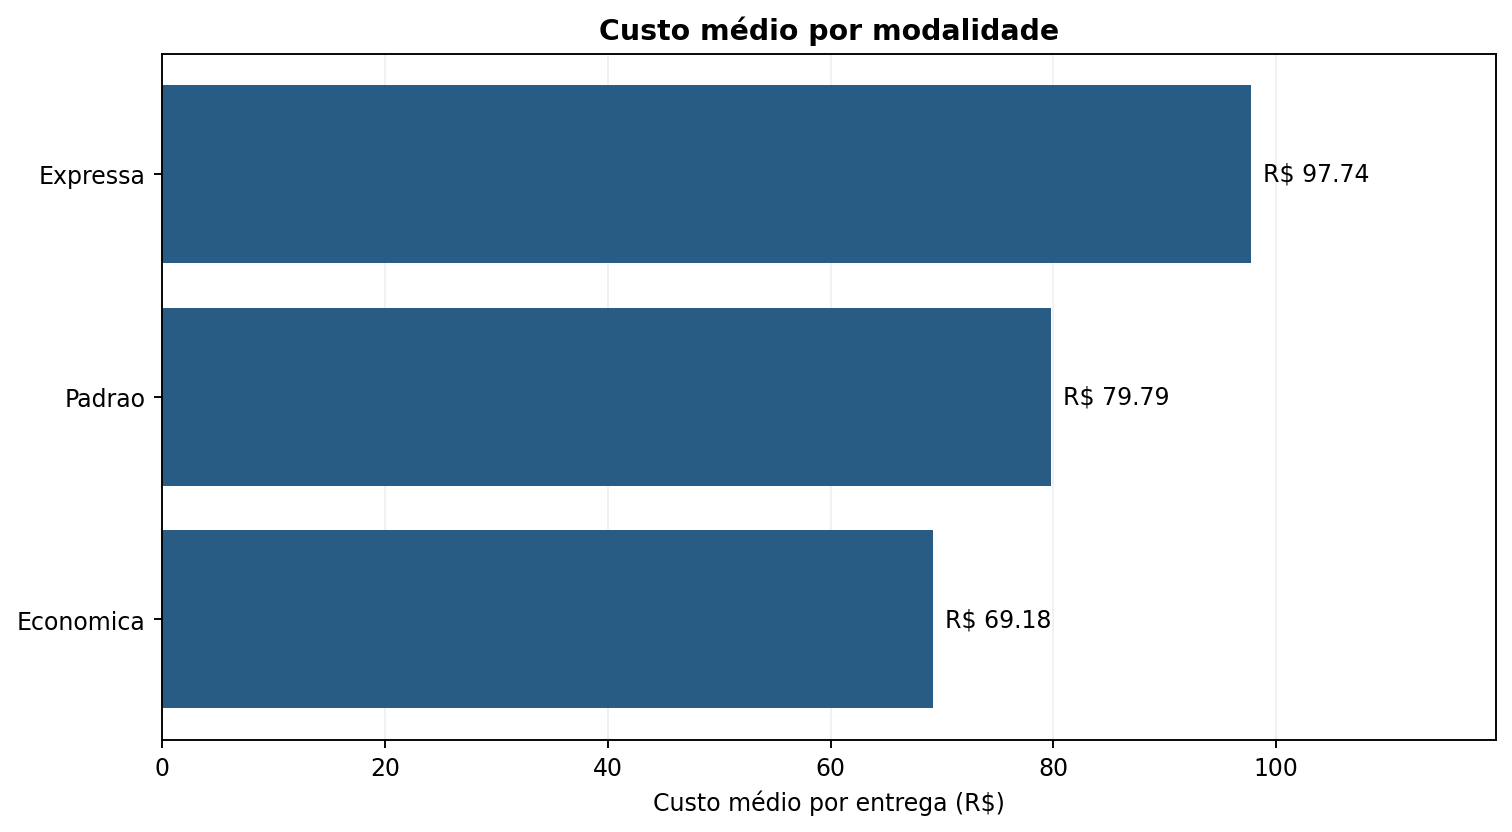 Custo médio por modalidade
Expressa
R$ 97.74
Padrao
R$ 79.79
Economica
R$ 69.18
0 20 40 60 80 100
Custo médio por entrega (R$)